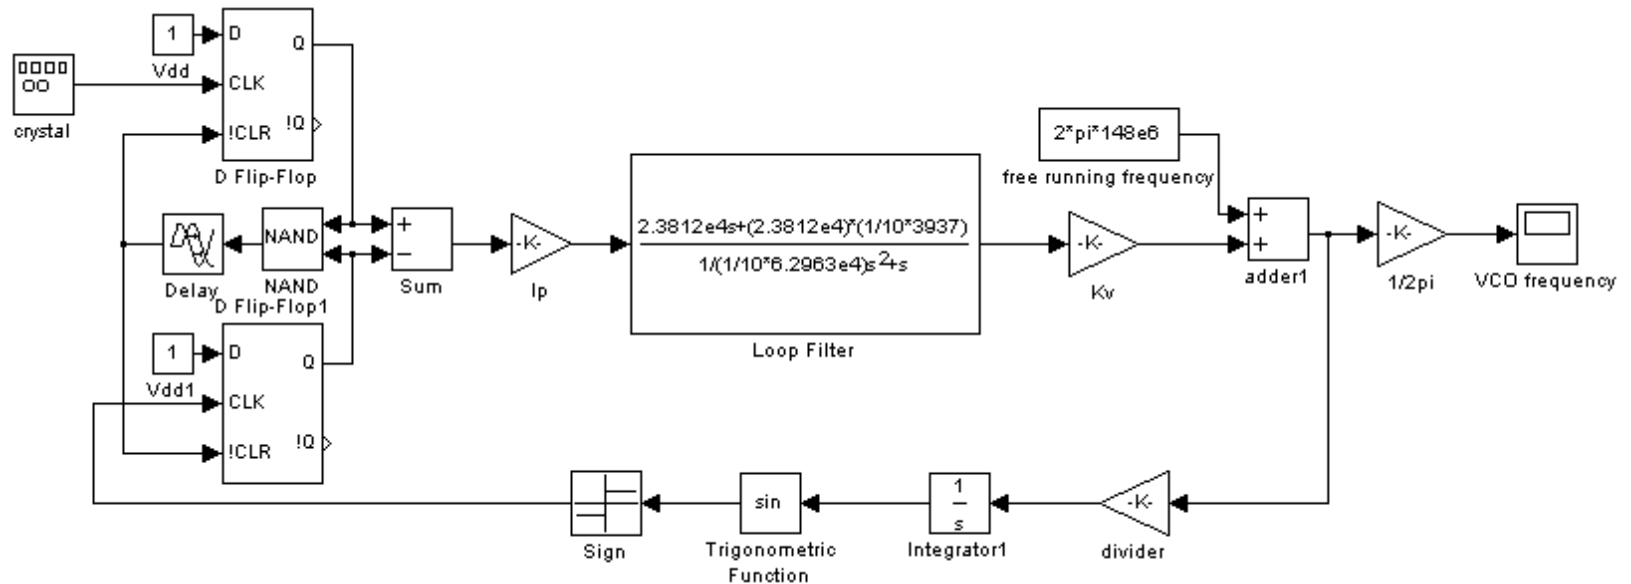 1
Vdd
crystal
D
CLK
!CLR
Q
!Q
D Flip-Flop
Delay
NAND
NAND
+
−
Sum
-K-
Ip
2.3812e4s+(2.3812e4)*(1/10*3937)
1/(1/10*6.2963e4)s2+s
Loop Filter
2*pi*148e6
free running frequency
-K-
Kv
+
+
adder1
-K-
1/2pi
VCO frequency
D Flip-Flop1
1
Vdd1
D
CLK
!CLR
Q
!Q
Sign
sin
Trigonometric
Function
1
s
Integrator1
-K-
divider